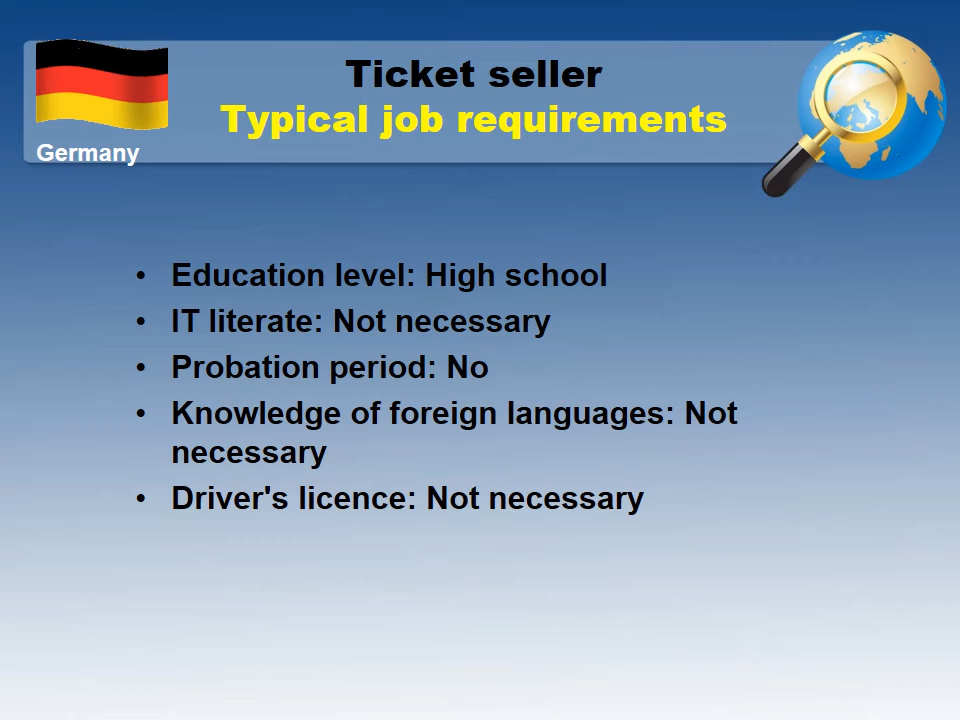 Ticket seller
Typical job requirements
Germany
• Education level: High school
• IT literate: Not necessary
• Probation period: No
• Knowledge of foreign languages: Not
necessary
• Driver's licence: Not necessary